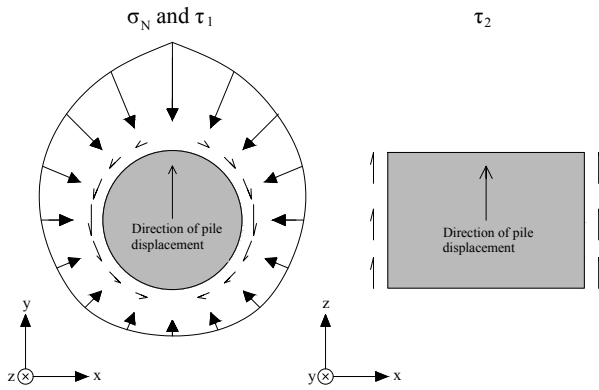 σN and τ1
τ2
Direction of pile
displacement
Direction of pile
displacement
y
z
x
z
y
x